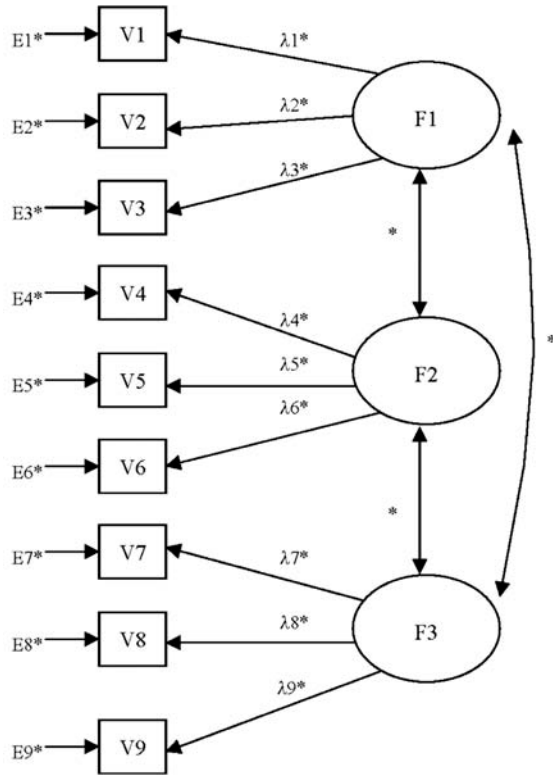 E1* V1 λ1*
F1
E2* V2 λ2*
E3* V3 λ3*
*
E4* V4 λ4*
*
E5* V5 λ5* F2
E6* V6 λ6*
*
E7* V7 λ7*
E8* V8 λ8* F3
E9* V9 λ9*